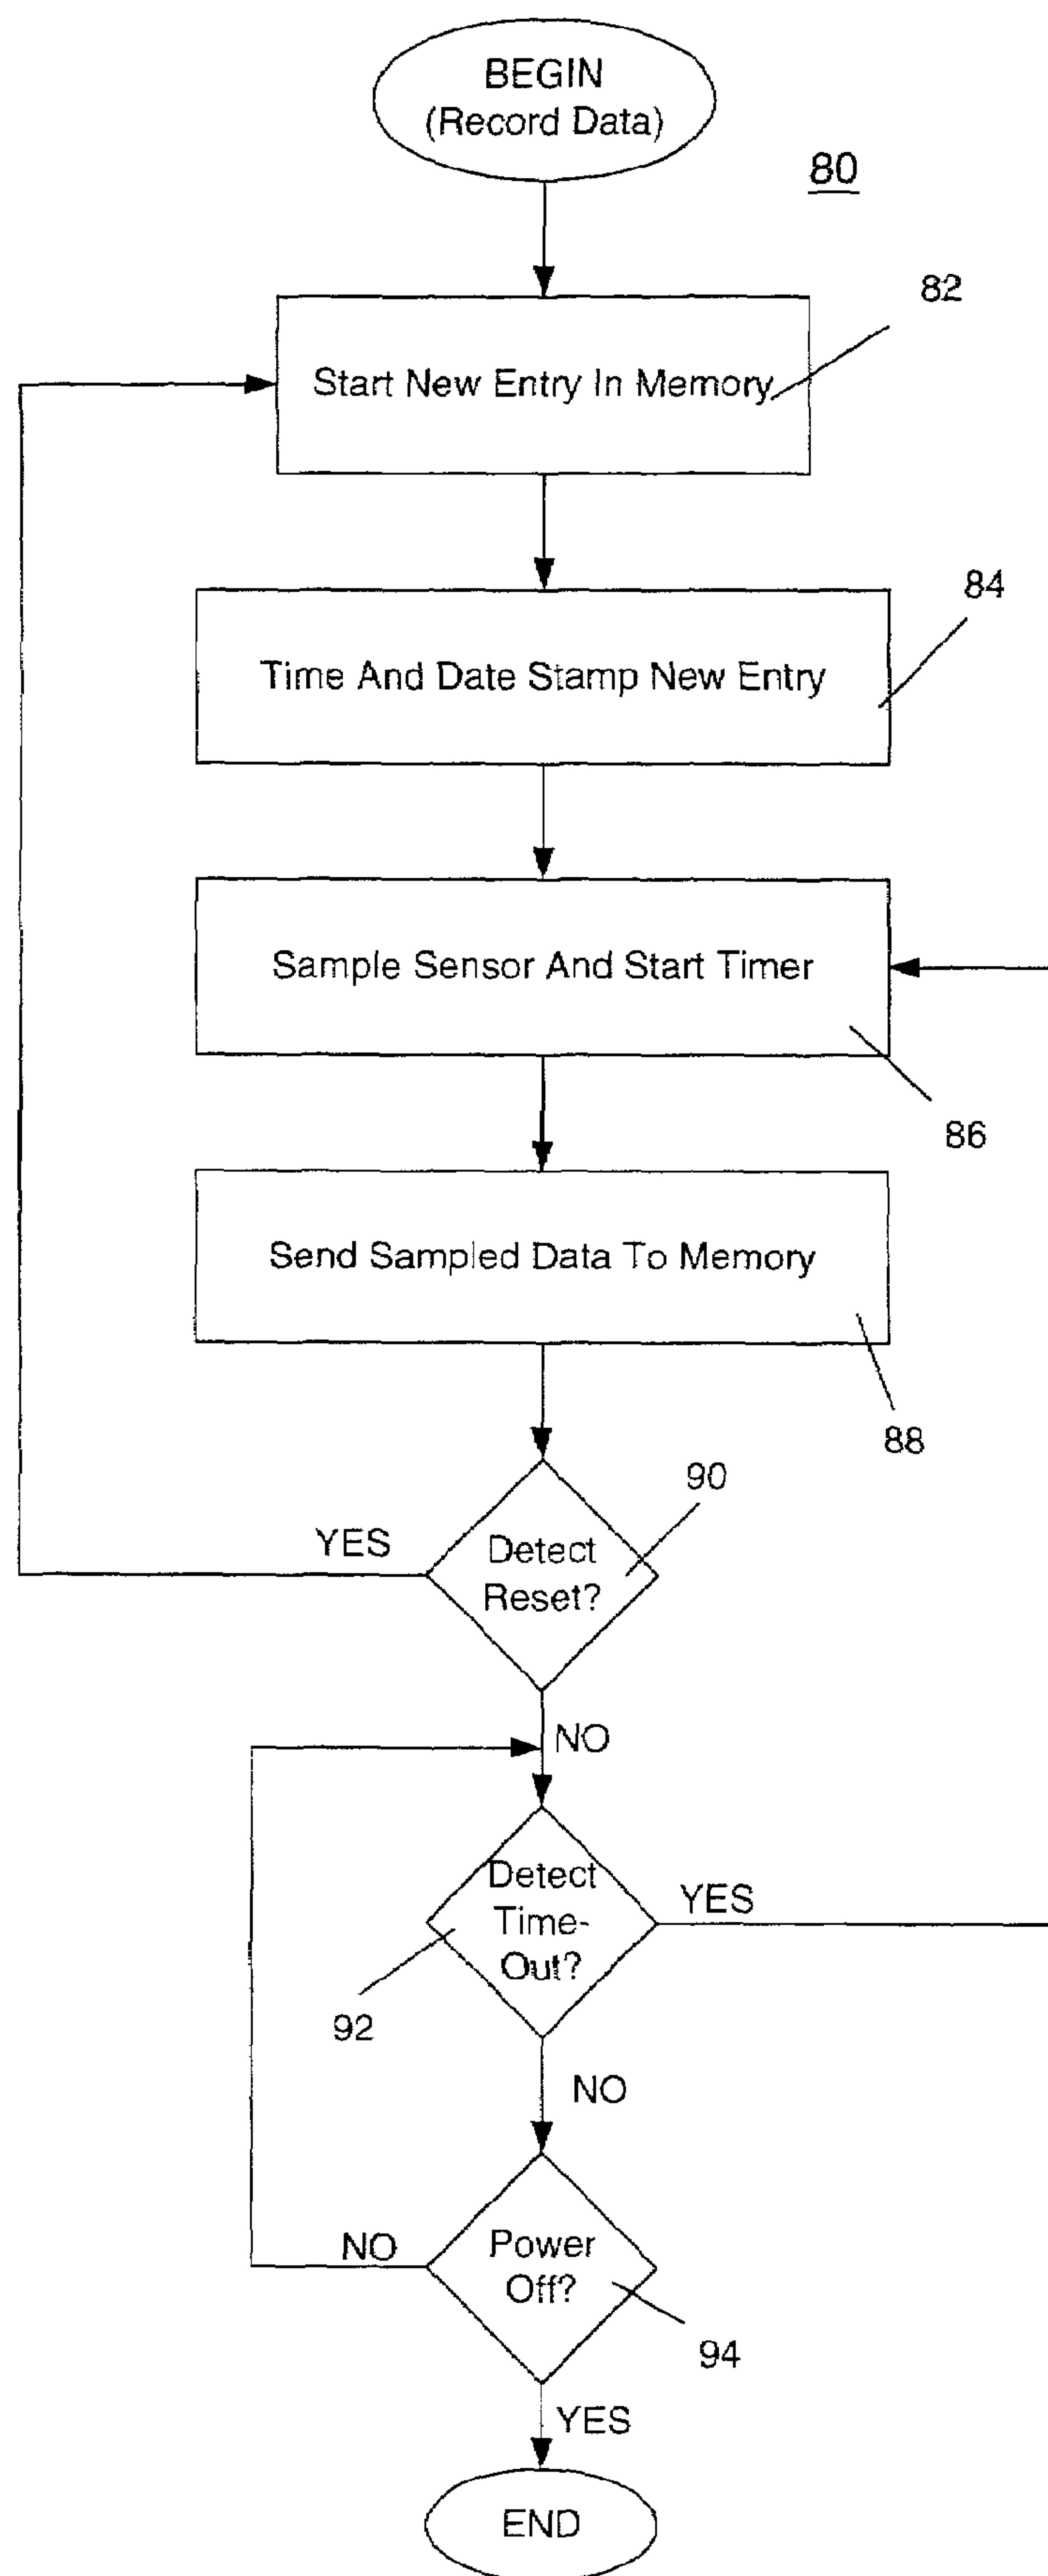 BEGIN
(Record Data)
80
82
Start New Entry In Memory
84
Time And Date Stamp New Entry
Sample Sensor And Start Timer
86
Send Sampled Data To Memory
88
90
YES
Detect
Reset?
NO
Detect
Time-
Out?
YES
92
NO
Power
Off?
NO
94
YES
END